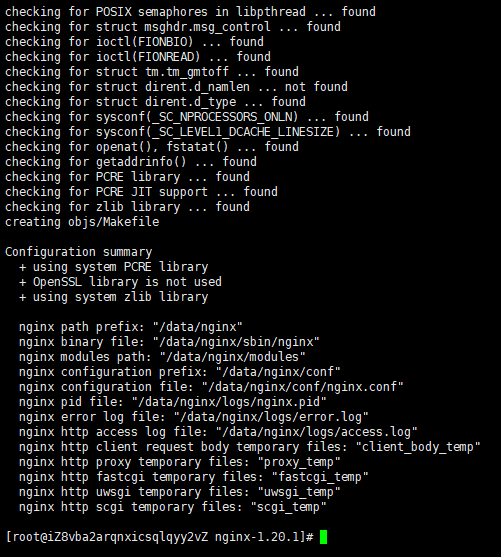 checking for POSIX semaphores in libpthread ... found
checking for struct msghdr.msg_control ... found
checking for ioctl(FIONBIO) ... found
checking for ioctl(FIONREAD) ... found
checking for struct tm.tm_gmtoff ... found
checking for struct dirent.d_namlen ... not found
checking for struct dirent.d_type ... found
checking for sysconf(_SC_NPROCESSORS_ONLN) ... found
checking for sysconf(_SC_LEVEL1_DCACHE_LINESIZE) ... found
checking for openat(), fstatat() ... found
checking for getaddrinfo() ... found
checking for PCRE library ... found
checking for PCRE JIT support ... found
checking for zlib library ... found
creating objs/Makefile

Configuration summary
  + using system PCRE library
  + OpenSSL library is not used
  + using system zlib library

  nginx path prefix: "/data/nginx"
  nginx binary file: "/data/nginx/sbin/nginx"
  nginx modules path: "/data/nginx/modules"
  nginx configuration prefix: "/data/nginx/conf"
  nginx configuration file: "/data/nginx/conf/nginx.conf"
  nginx pid file: "/data/nginx/logs/nginx.pid"
  nginx error log file: "/data/nginx/logs/error.log"
  nginx http access log file: "/data/nginx/logs/access.log"
  nginx http client request body temporary files: "client_body_temp"
  nginx http proxy temporary files: "proxy_temp"
  nginx http fastcgi temporary files: "fastcgi_temp"
  nginx http uwsgi temporary files: "uwsgi_temp"
  nginx http scgi temporary files: "scgi_temp"

[root@iZ8vba2arqnxicsqlqyy2vZ nginx-1.20.1]#